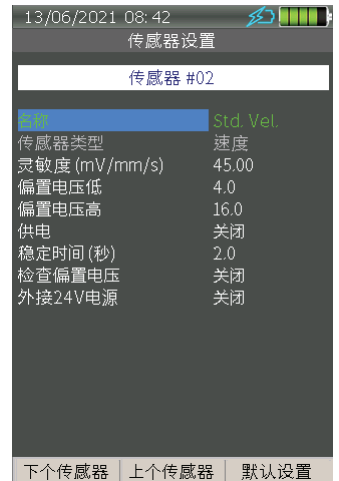 13/06/2021 08:42
传感器设置
传感器 #02
名称 Std. Vel.
传感器类型 速度
灵敏度(mV/mm/s) 45.00
偏置电压低 4.0
偏置电压高 16.0
供电 关闭
稳定时间(秒) 2.0
检查偏置电压 关闭
外接24V电源 关闭
下个传感器 上个传感器 默认设置